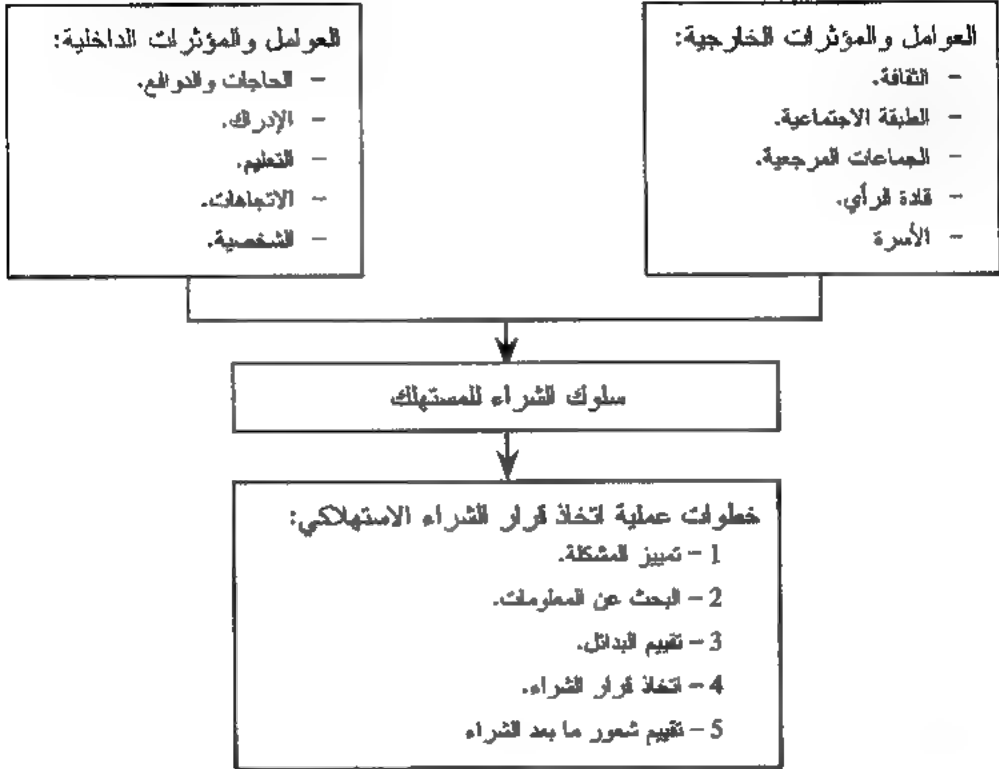 العوامل والمؤثرات الخارجية:
– الثقافة.
– الطبقة الاجتماعية.
– الجماعات المرجعية.
– قادة الرأي.
– الأسرة
العوامل والمؤثرات الداخلية:
– الحاجات والدوافع.
– الإدراك.
– التعليم.
– الاتجاهات.
– الشخصية.
سلوك الشراء للمستهلك
خطوات عملية اتخاذ قرار الشراء الاستهلاكي:
1 – تمييز المشكلة.
2 – البحث عن المعلومات.
3 – تقييم البدائل.
4 – اتخاذ قرار الشراء.
5 – تقييم شعور ما بعد الشراء